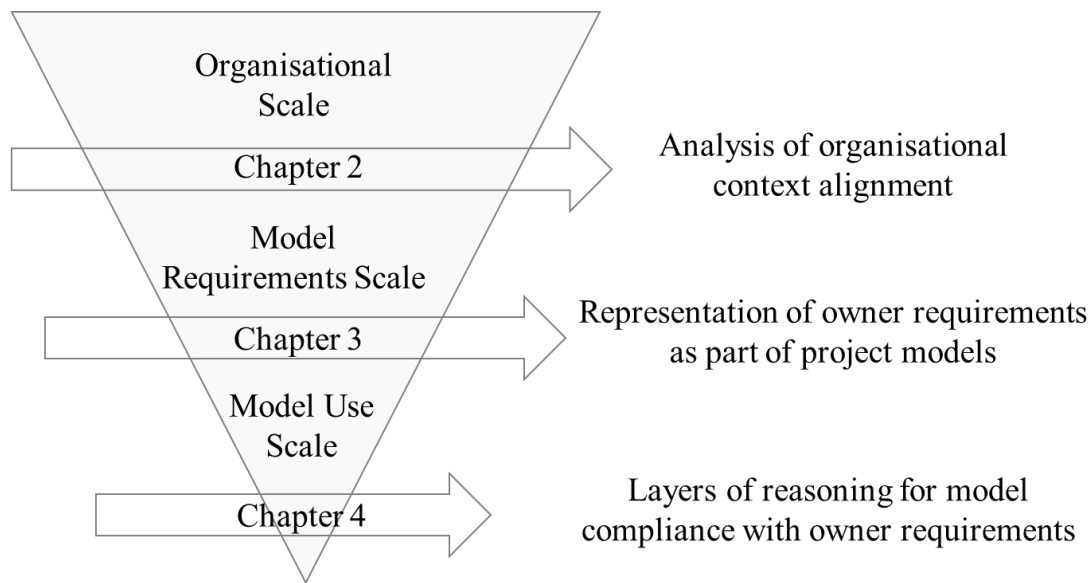 Organisational
Scale
Chapter 2
Analysis of organisational
context alignment
Model
Requirements Scale
Chapter 3
Representation of owner requirements
as part of project models
Model Use
Scale
Chapter 4
Layers of reasoning for model
compliance with owner requirements